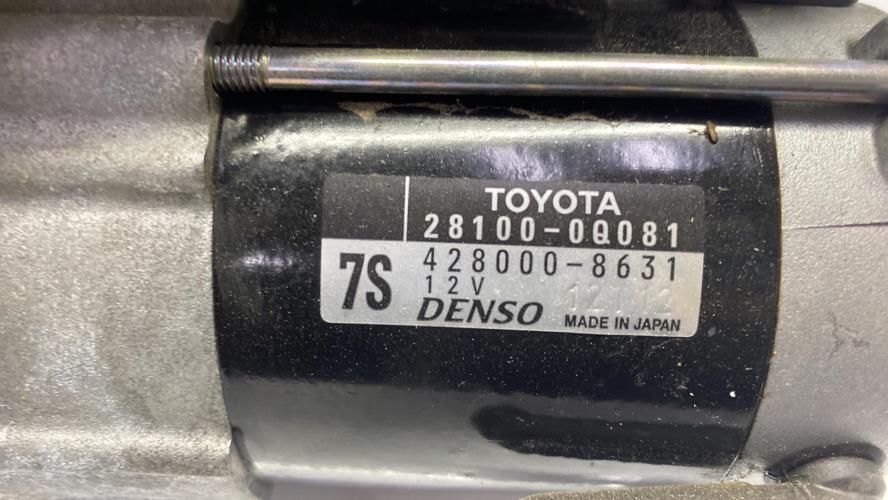 TOYOTA
28100-0Q081
7S
428000-8631
12V
DENSO
MADE IN JAPAN